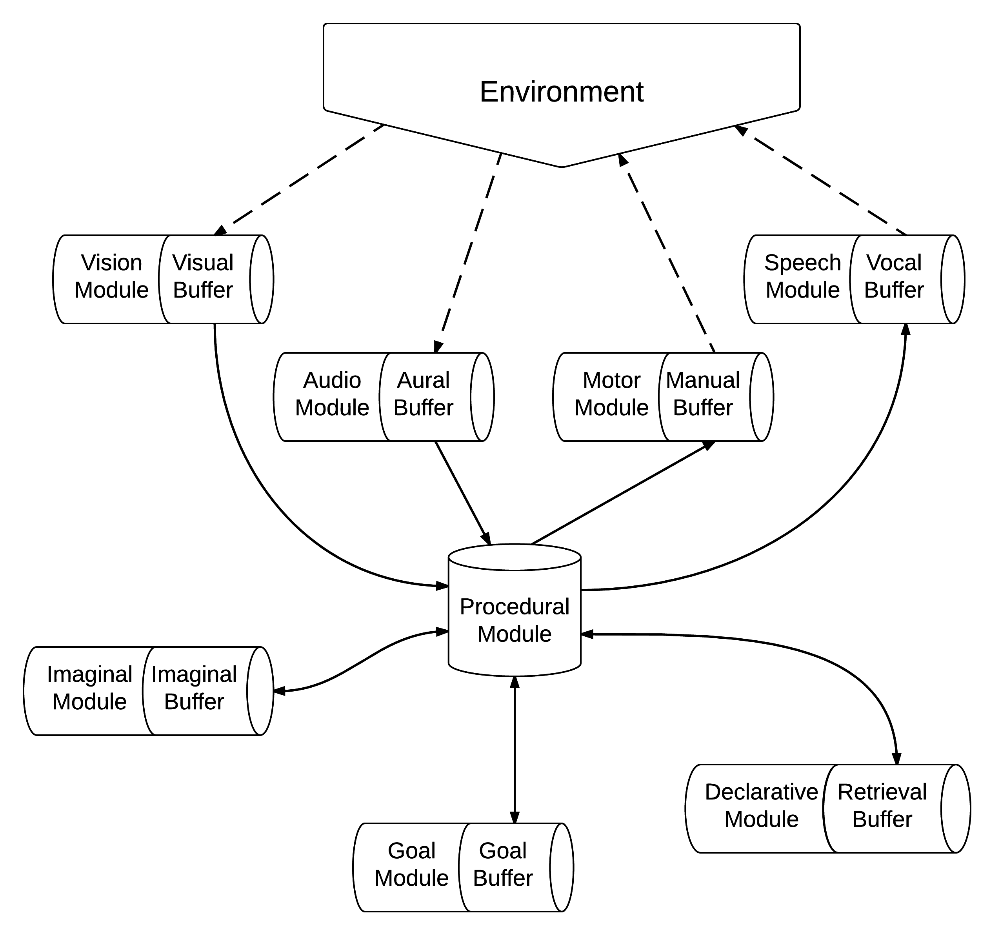 Environment
Vision
Module
Visual
Buffer
Speech
Module
Vocal
Buffer
Audio
Module
Aural
Buffer
Motor
Module
Manual
Buffer
Procedural
Module
Imaginal
Module
Imaginal
Buffer
Declarative
Module
Retrieval
Buffer
Goal
Module
Goal
Buffer